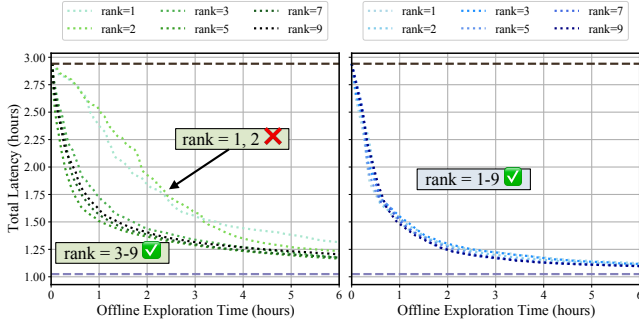 rank=1 rank=3 rank=7
rank=2 rank=5 rank=9
rank=1 rank=3 rank=7
rank=2 rank=5 rank=9
Total Latency (hours)
3.00
2.75
2.50
2.25
2.00
1.75
1.50
1.25
1.00
rank = 1, 2 ❌
rank = 3-9 ✅
0 1 2 3 4 5 6
Offline Exploration Time (hours)
rank = 1-9 ✅
0 1 2 3 4 5 6
Offline Exploration Time (hours)